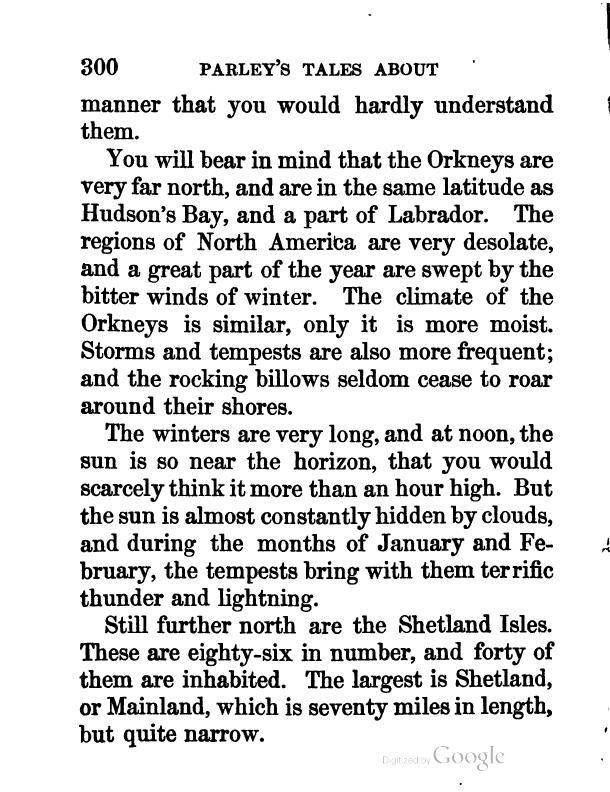 300 PARLEY'S TALES ABOUT
manner that you would hardly understand
them.
You will bear in mind that the Orkneys are
very far north, and are in the same latitude as
Hudson's Bay, and a part of Labrador. The
regions of North America are very desolate,
and a great part of the year are swept by the
bitter winds of winter. The climate of the
Orkneys is similar, only it is more moist.
Storms and tempests are also more frequent;
and the rocking billows seldom cease to roar
around their shores.
The winters are very long, and at noon, the
sun is so near the horizon, that you would
scarcely think it more than an hour high. But
the sun is almost constantly hidden by clouds,
and during the months of January and Fe-
bruary, the tempests bring with them terrific
thunder and lightning.
Still further north are the Shetland Isles.
These are eighty-six in number, and forty of
them are inhabited. The largest is Shetland,
or Mainland, which is seventy miles in length,
but quite narrow.
Digitized by Google